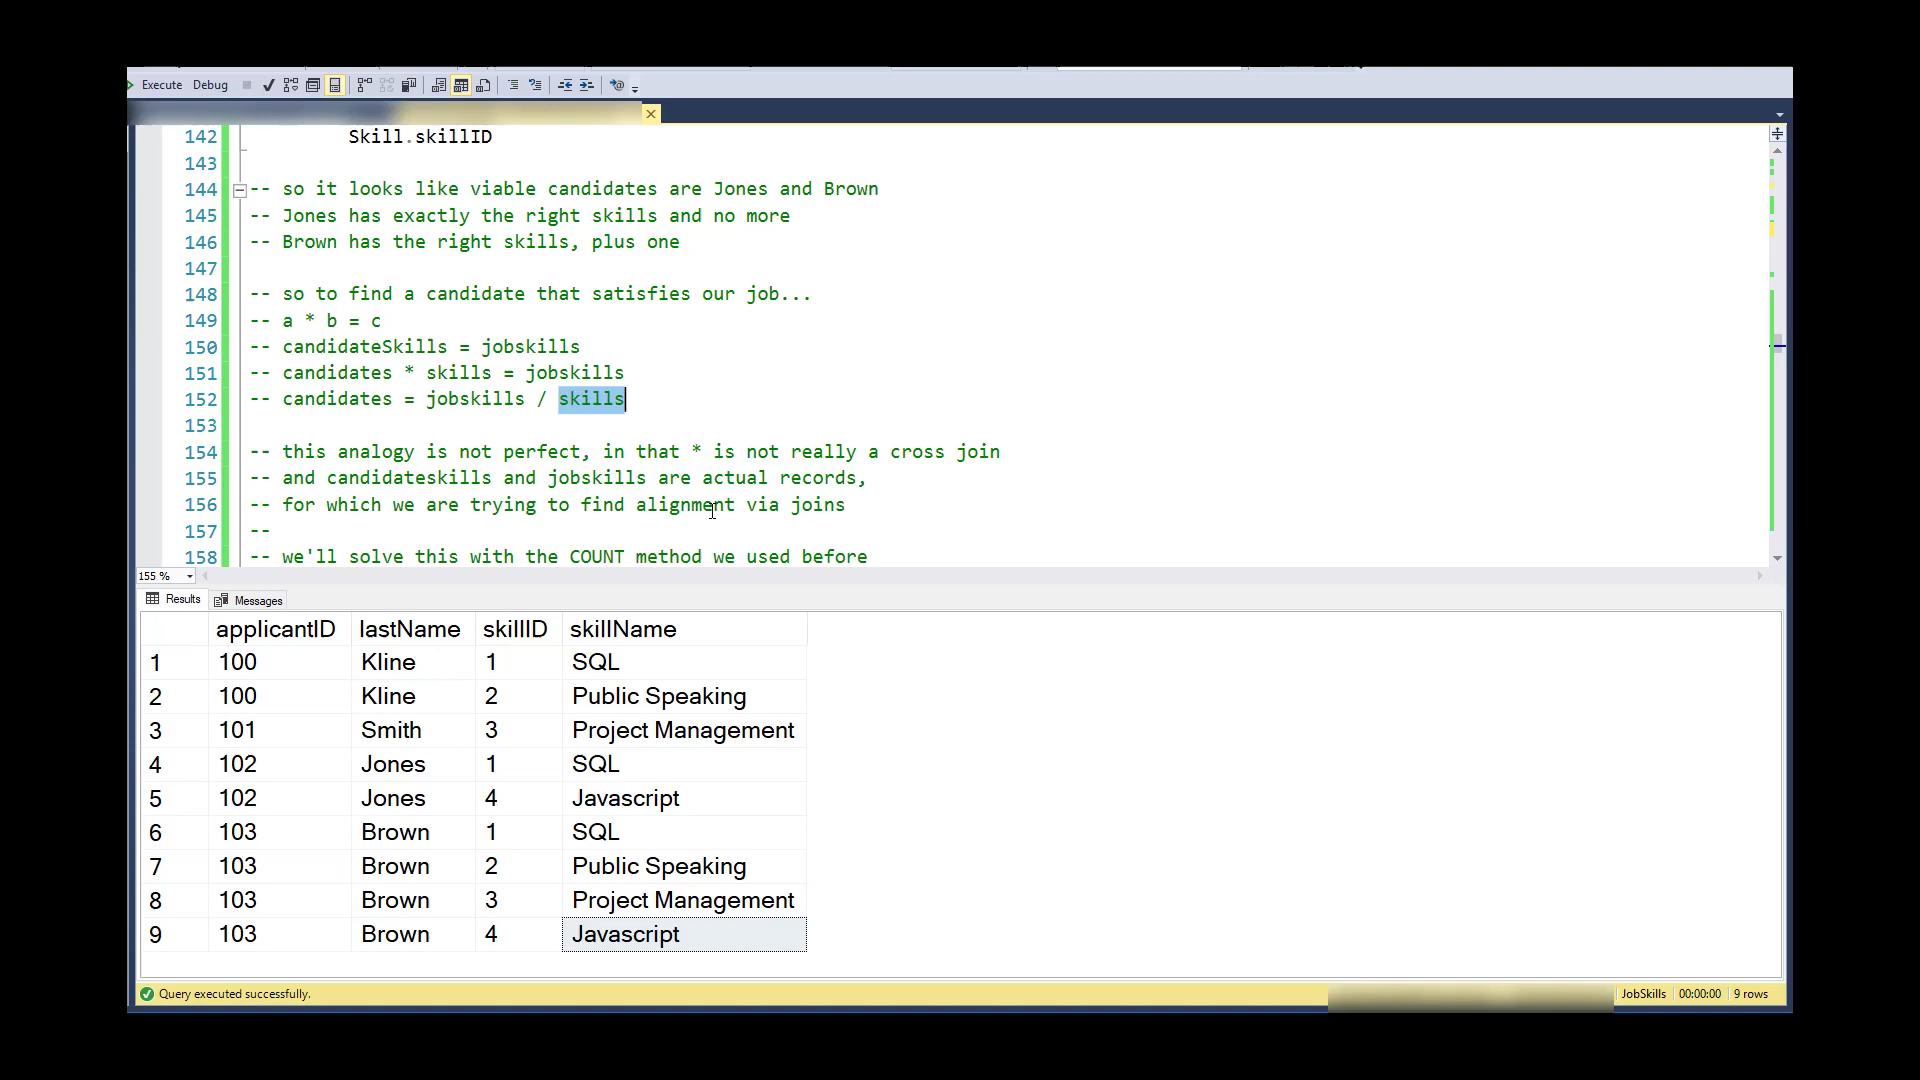 Execute Debug
142 Skill.skillID
143
144 -- so it looks like viable candidates are Jones and Brown
145 -- Jones has exactly the right skills and no more
146 -- Brown has the right skills, plus one
147
148 -- so to find a candidate that satisfies our job...
149 -- a * b = c
150 -- candidateSkills = jobskills
151 -- candidates * skills = jobskills
152 -- candidates = jobskills / skills
153
154 -- this analogy is not perfect, in that * is not really a cross join
155 -- and candidateskills and jobskills are actual records,
156 -- for which we are trying to find alignment via joins
157 --
158 -- we'll solve this with the COUNT method we used before
155 %
Results Messages
applicantID lastName skillID skillName
1 100 Kline 1 SQL
2 100 Kline 2 Public Speaking
3 101 Smith 3 Project Management
4 102 Jones 1 SQL
5 102 Jones 4 Javascript
6 103 Brown 1 SQL
7 103 Brown 2 Public Speaking
8 103 Brown 3 Project Management
9 103 Brown 4 Javascript
Query executed successfully. JobSkills 00:00:00 9 rows